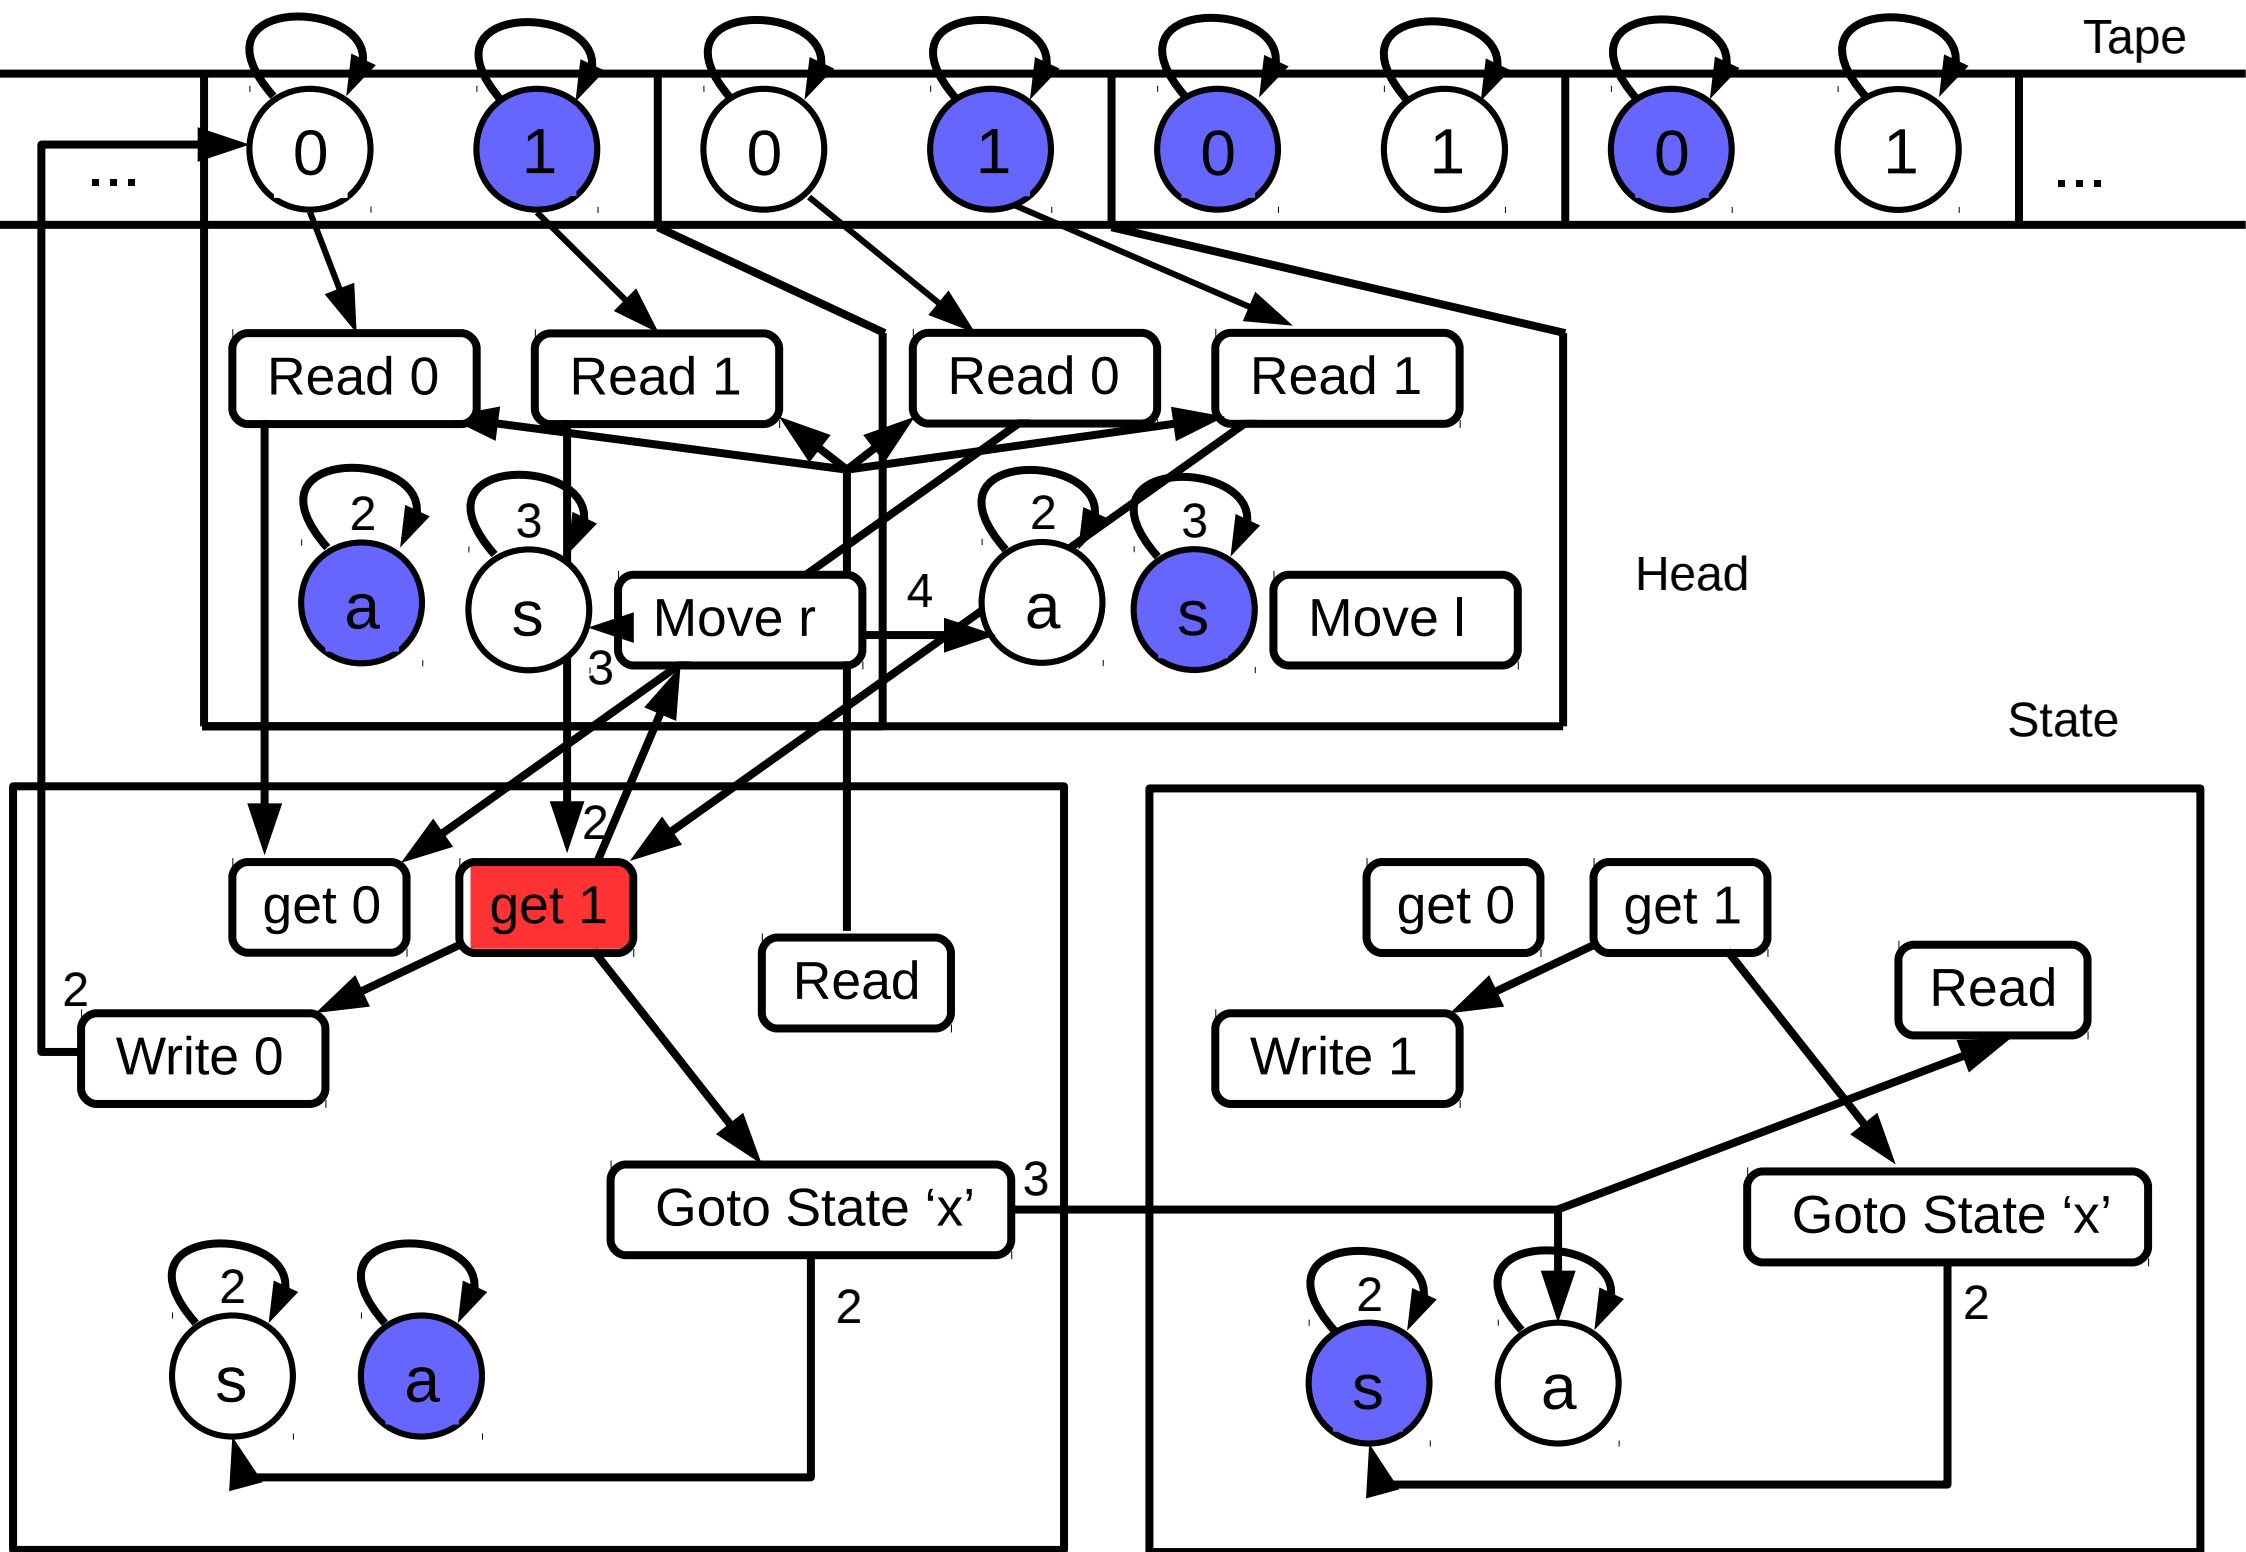 Tape
0 1 0 1 0 1 0 1
... ...
Read 0 Read 1 Read 0 Read 1
2 3 2 3
a s Move r 4 a s Move l
Head
3
State
2
get 0 get 1 get 0 get 1
2 Read Read
Write 0 Write 1
3
Goto State ‘x’ Goto State ‘x’
2 2 2 2
s a s a